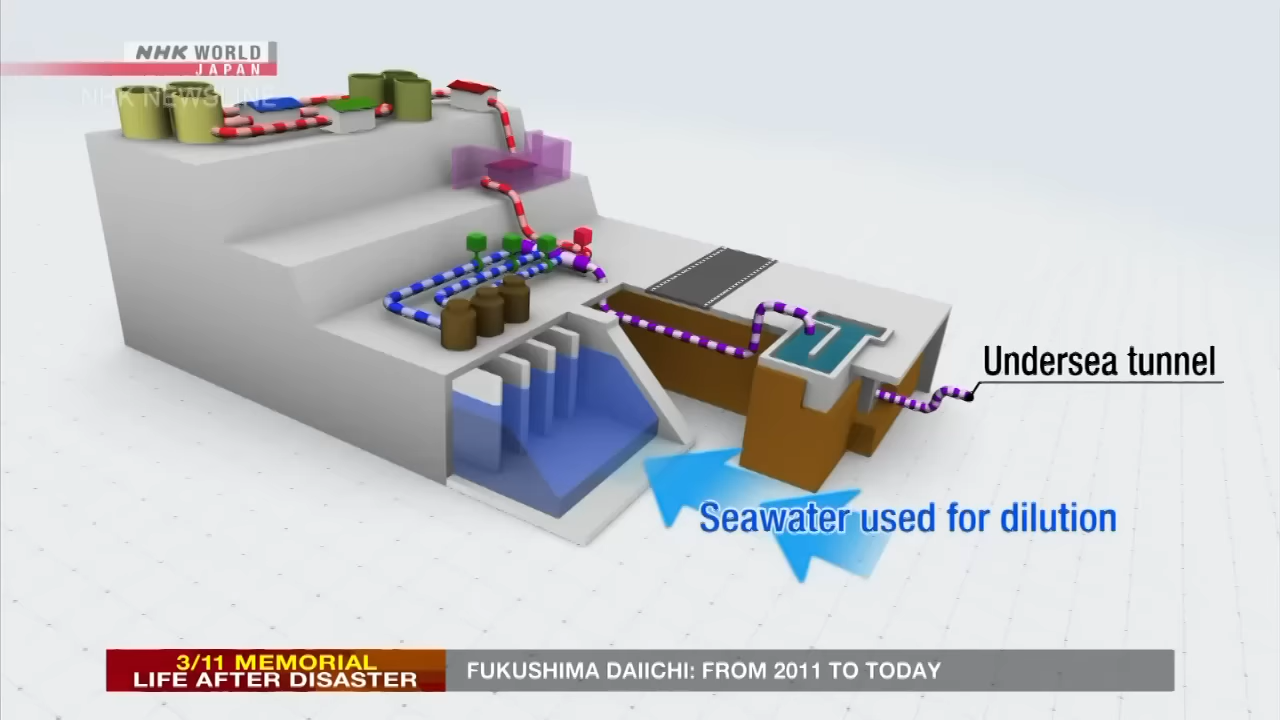 NHK WORLD
JAPAN
NHK NEWSLINE
Undersea tunnel
Seawater used for dilution
3/11 MEMORIAL
LIFE AFTER DISASTER
FUKUSHIMA DAIICHI: FROM 2011 TO TODAY